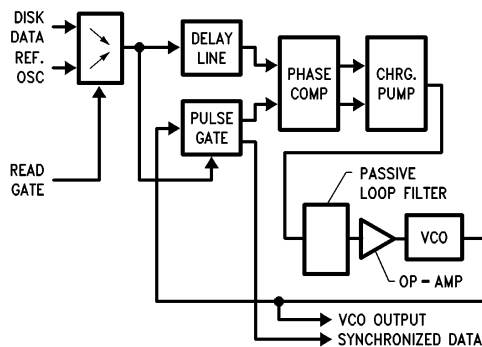 DISK
DATA
REF.
OSC
READ
GATE
DELAY
LINE
PULSE
GATE
PHASE
COMP
CHRG.
PUMP
PASSIVE
LOOP FILTER
VCO
OP-AMP
VCO OUTPUT
SYNCHRONIZED DATA